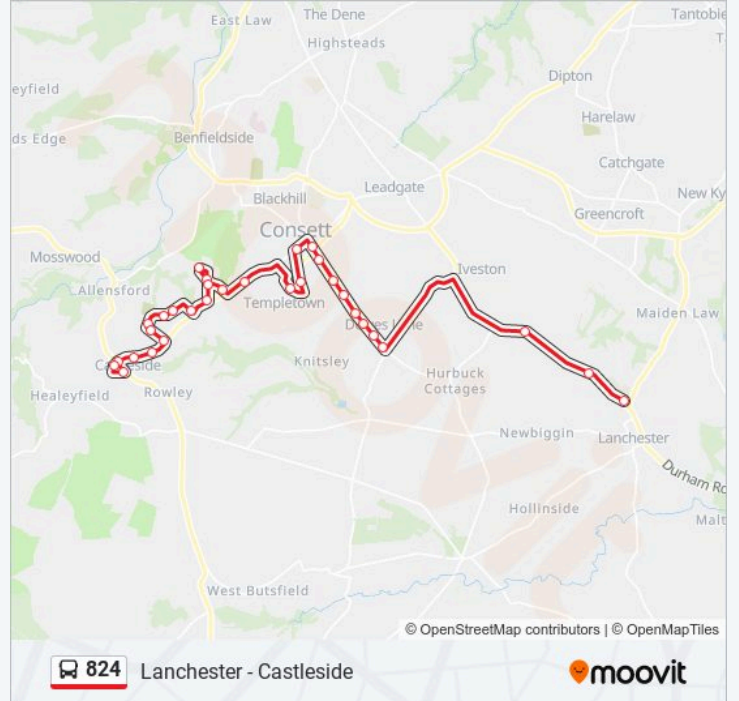 The Dene
Tantobie
East Law
Highsteads
Dipton
eyfield
Harelaw
ds Edge
Benfieldside
Catchgate
Leadgate
New Ky
Blackhill
Greencroft
Consett
Mosswood
Iveston
Allensford
Templetown
Maiden Law
Knitsley
Hurbuck
Cottages
Rowley
Healeyfield
Newbiggin
Lanchester
Durham Rd
Hollinside
Malt
West Butsfield
© OpenStreetMap contributors | © OpenMapTiles
824 Lanchester - Castleside
moovit